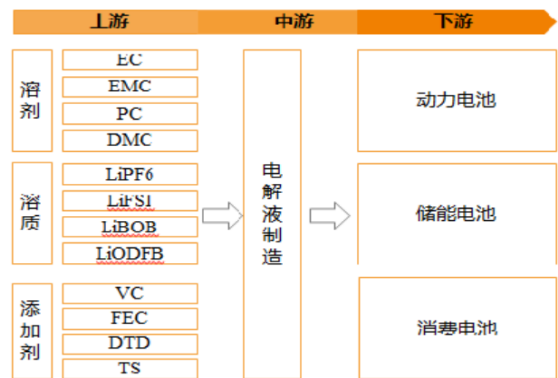 上游
中游
下游
溶剂
EC
EMC
PC
DMC
溶质
LiPF6
LiFSI
LiBOB
LiODFB
添加剂
VC
FEC
DTD
TS
电解液制造
动力电池
储能电池
消费电池